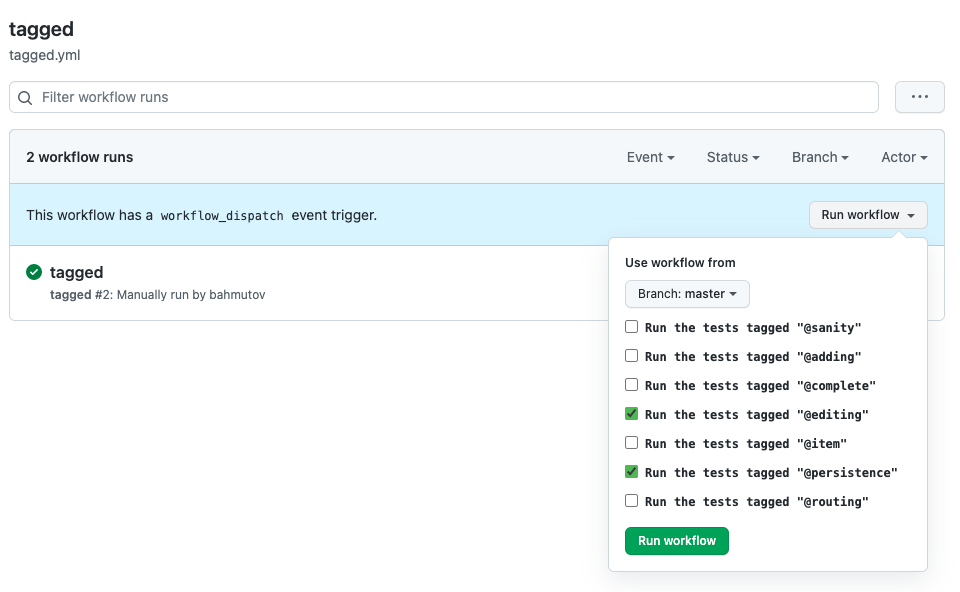 tagged
tagged.yml
Filter workflow runs
2 workflow runs
Event
Status
Branch
Actor
This workflow has a workflow_dispatch event trigger.
Run workflow
tagged
tagged #2: Manually run by bahmutov
Use workflow from
Branch: master
Run the tests tagged "@sanity"
Run the tests tagged "@adding"
Run the tests tagged "@complete"
Run the tests tagged "@editing"
Run the tests tagged "@item"
Run the tests tagged "@persistence"
Run the tests tagged "@routing"
Run workflow